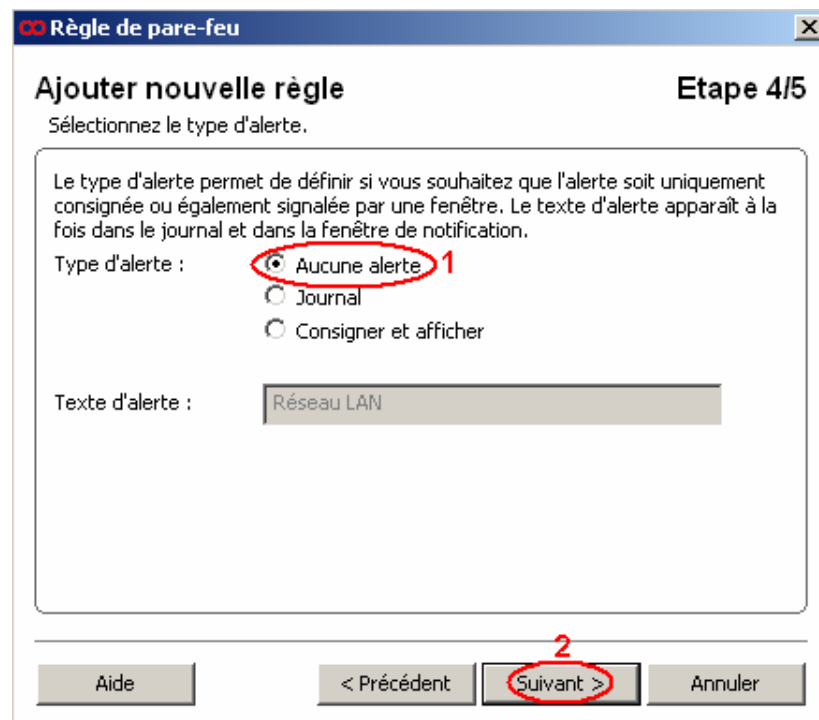 Règle de pare-feu
Ajouter nouvelle règle Etape 4/5
Sélectionnez le type d'alerte.
Le type d'alerte permet de définir si vous souhaitez que l'alerte soit uniquement
consignée ou également signalée par une fenêtre. Le texte d'alerte apparaît à la
fois dans le journal et dans la fenêtre de notification.
Type d'alerte : Aucune alerte 1
Journal
Consigner et afficher
Texte d'alerte : Réseau LAN
2
Aide < Précédent Suivant > Annuler